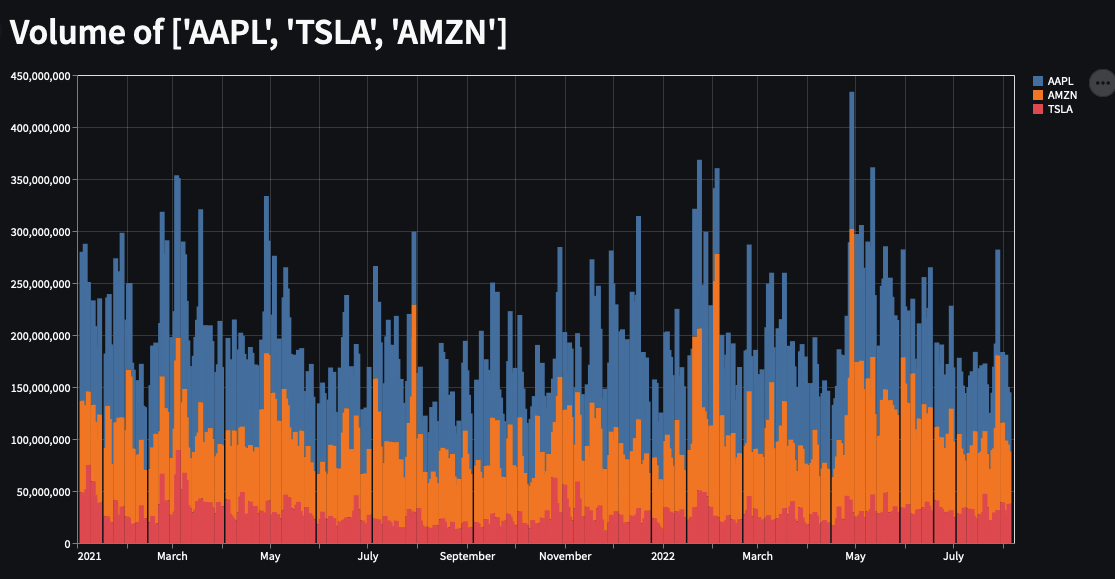 Volume of ['AAPL', 'TSLA', 'AMZN']
450,000,000
400,000,000
350,000,000
300,000,000
250,000,000
200,000,000
150,000,000
100,000,000
50,000,000
0
2021 March May July September November 2022 March May July
AAPL
AMZN
TSLA